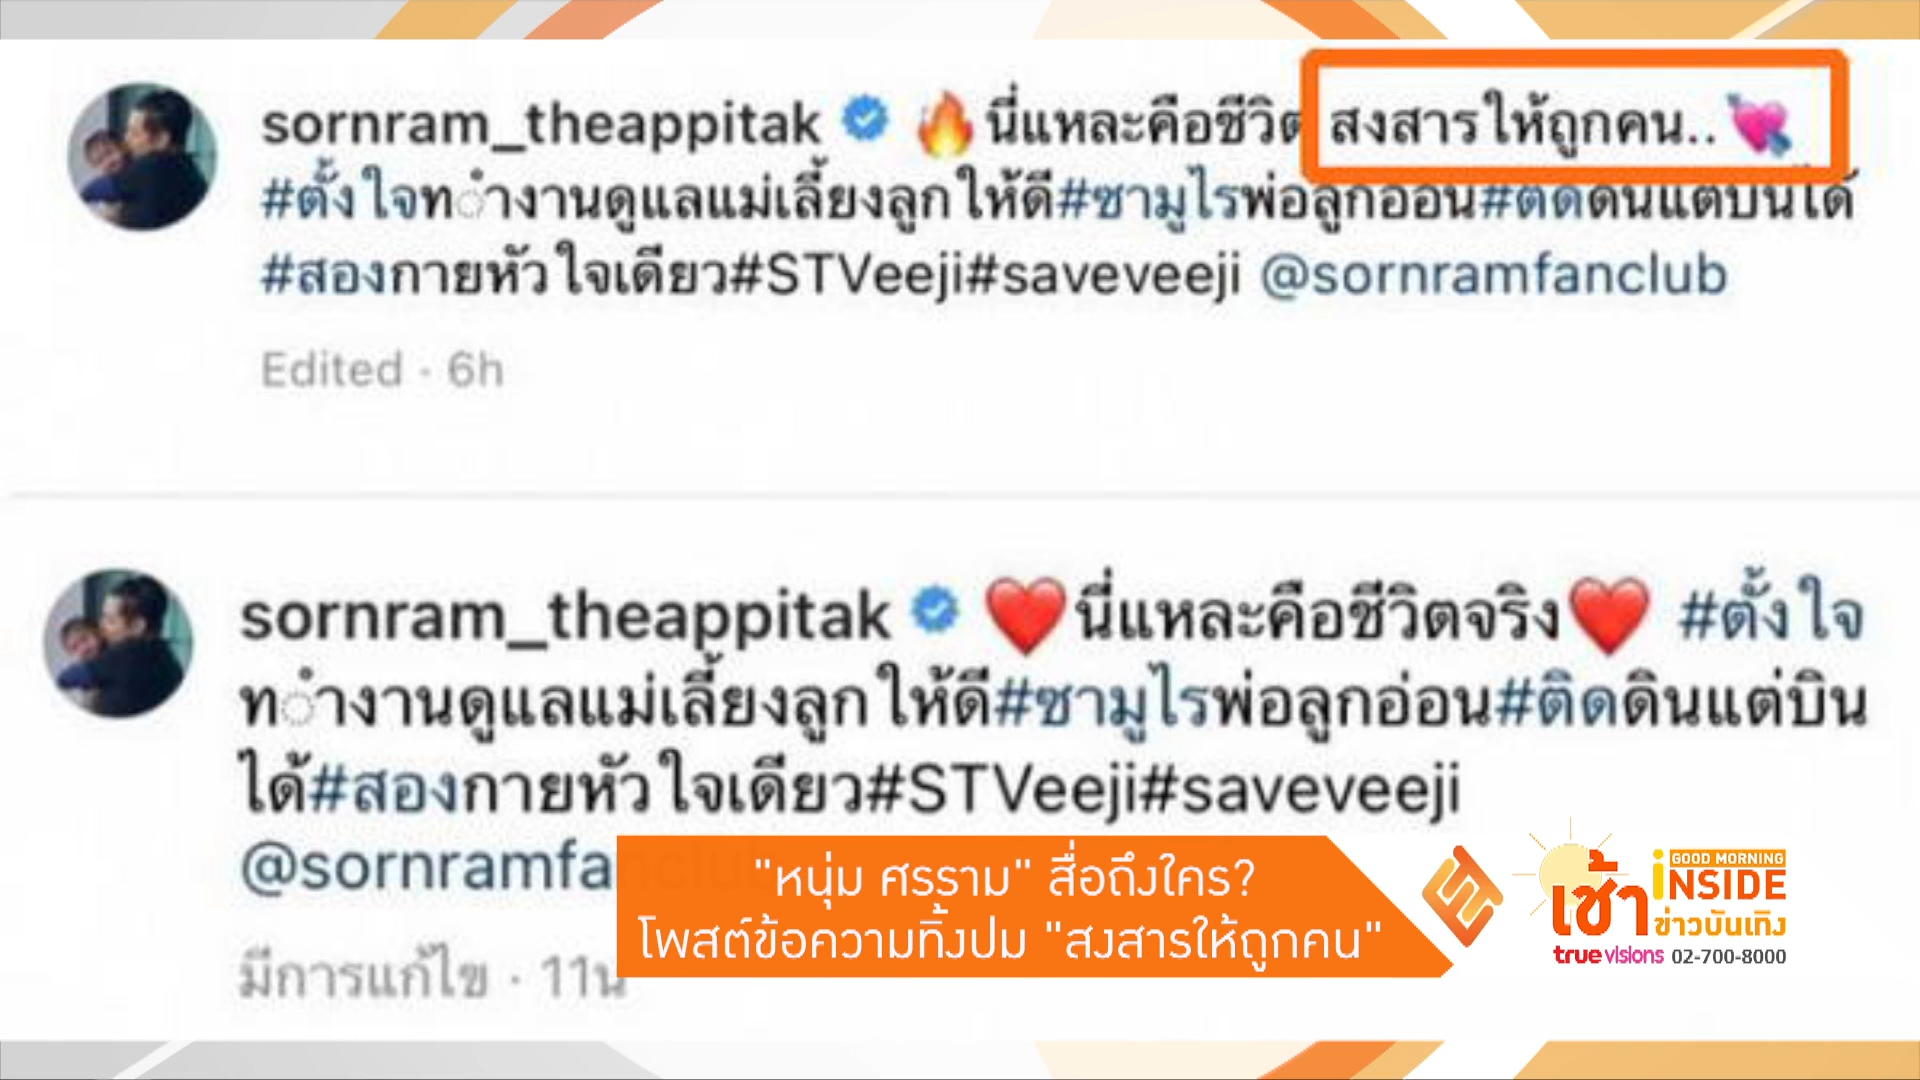 sornram_theappitak 🔥นี่แหละคือชีวิต สงสารให้ถูกคน..💘
#ตั้งใจทำงานดูแลแม่เลี้ยงลูกให้ดี#ซามูไรพ่อลูกอ่อน#ติดดินแต่บินได้
#สองกายหัวใจเดียว#STVeeji#saveveeji @sornramfanclub
Edited · 6h
sornram_theappitak ❤️นี่แหละคือชีวิตจริง❤️ #ตั้งใจ
ทำงานดูแลแม่เลี้ยงลูกให้ดี#ซามูไรพ่อลูกอ่อน#ติดดินแต่บิน
ได้#สองกายหัวใจเดียว#STVeeji#saveveeji
@sornramfanclub
มีการแก้ไข · 11น
"หนุ่ม ศรราม" สื่อถึงใคร?
โพสต์ข้อความทิ้งปม "สงสารให้ถูกคน"
เช้า GOOD MORNING
iNSIDE
ข่าวบันเทิง
truevisions 02-700-8000